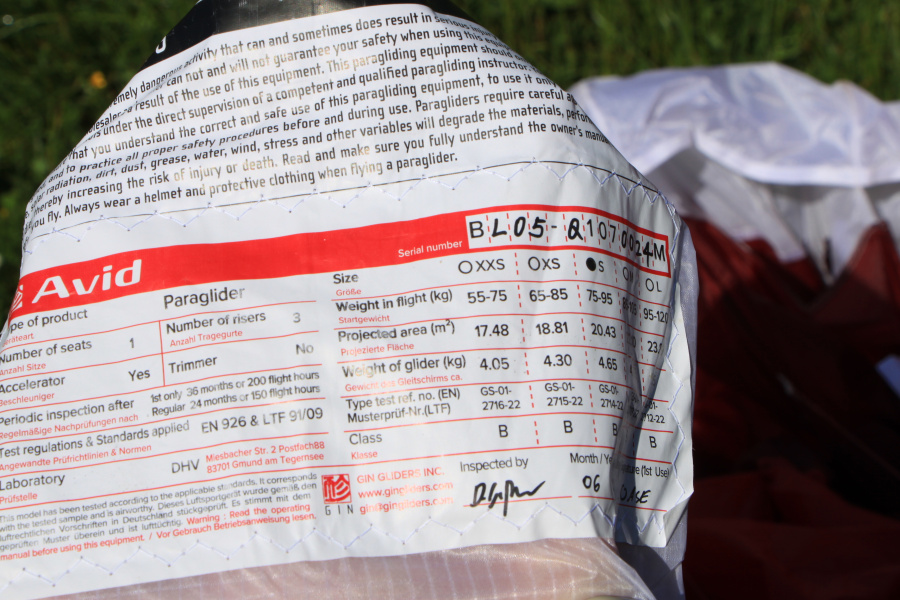 emely dangerous activity that can and sometimes does result in serious
can not and will not guarantee your safety when using this
a result of the use of this equipment. This paragliding equipment should
under the direct supervision of a competent and qualified paragliding instructor.
that you understand the correct and safe use of this paragliding equipment, to use it only
and to practice all proper safety procedures before and during use. Paragliders require careful
radiation, dirt, dust, grease, water, wind, stress and other variables will degrade the materials,
thereby increasing the risk of injury or death. Read and make sure you fully understand the owner's
you fly. Always wear a helmet and protective clothing when flying a paraglider.
Avid
Serial number BL05-Q1070024M
pe of product Paraglider
Number of seats 1
Anzahl Sitze
Number of risers 3
Anzahl Tragegurte
Accelerator Yes
Beschleuniger
Trimmer No
Periodic inspection after 1st only 36 months or 200 flight hours
Regelmäßige Nachprüfungen nach Regular 24 months or 150 flight hours
Test regulations & Standards applied EN 926 & LTF 91/09
Angewandte Prüfrichtlinien & Normen
Laboratory DHV Miesbacher Str. 2 Postfach88
Prüfstelle 83701 Gmund am Tegernsee
This model has been tested according to the applicable standards. It corresponds
with the tested sample and is airworthy. Dieses Luftsportgerät wurde gemäß den
luftrechtlichen Vorschriften in Deutschland stückgeprüft. Es stimmt mit dem
geprüften Muster überein und ist lufttüchtig. Warning : Read the operating
manual before using this equipment. / Vor Gebrauch Betriebsanweisung lesen.
Size XXS XS S L
Größe
Weight in flight (kg) 55-75 65-85 75-95 95-120
Startgewicht
Projected area (m²) 17.48 18.81 20.43
Projezierte Fläche
Weight of glider (kg) 4.05 4.30 4.65
Gewicht des Gleitschirms ca.
Type test ref. no. (EN) GS-01- GS-01- GS-01-
Musterprüf-Nr.(LTF) 2716-22 2715-22 2714-22
Class B B B B
Klasse
GIN
GIN GLIDERS INC.
www.gingliders.com
gin@gingliders.com
Inspected by
Month / Ye
(1st Use)
06